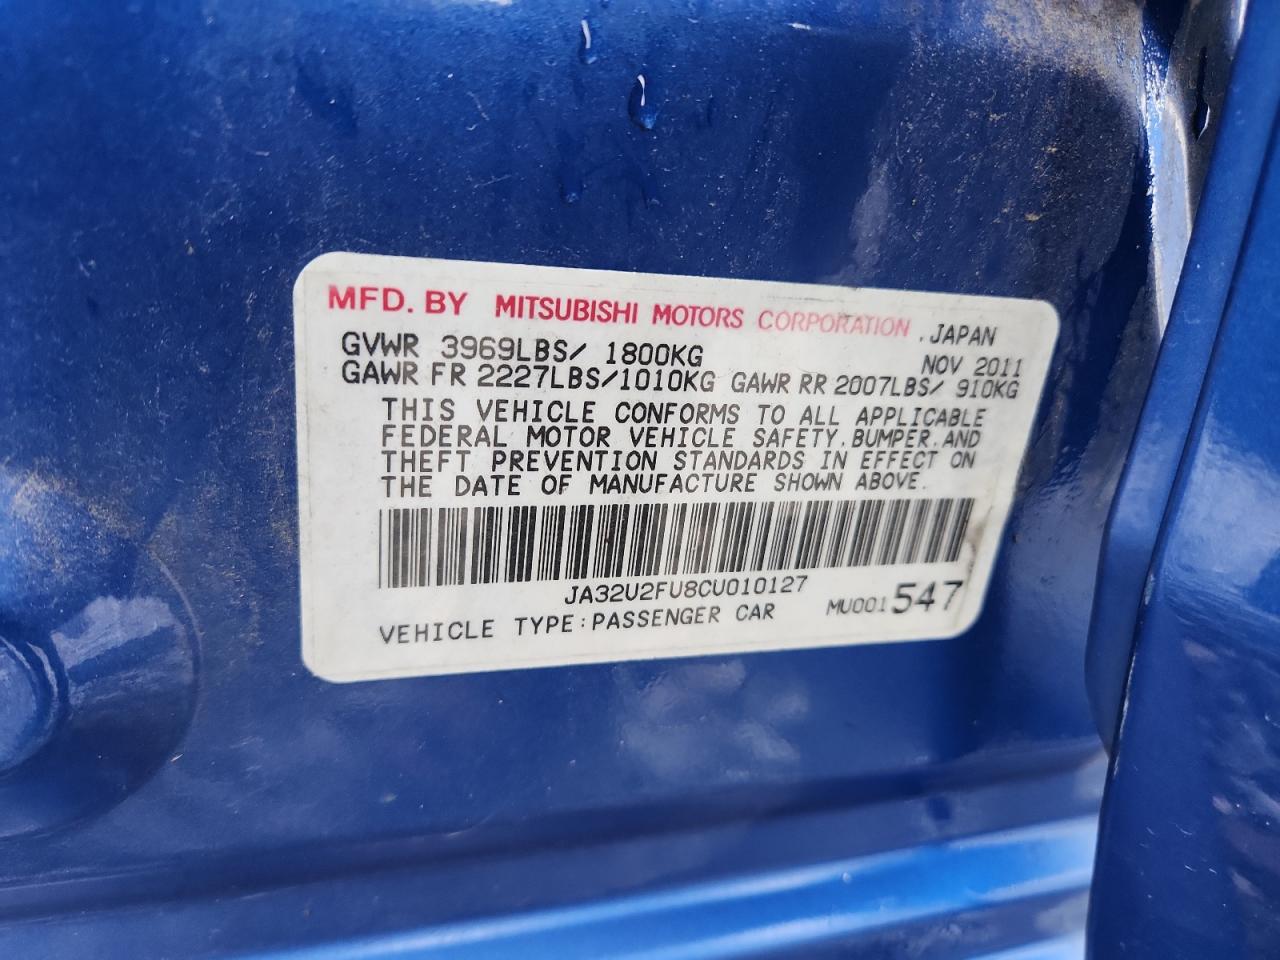 MFD. BY MITSUBISHI MOTORS CORPORATION , JAPAN
GVWR 3969LBS/ 1800KG NOV 2011
GAWR FR 2227LBS/1010KG GAWR RR 2007LBS/ 910KG
THIS VEHICLE CONFORMS TO ALL APPLICABLE
FEDERAL MOTOR VEHICLE SAFETY, BUMPER, AND
THEFT PREVENTION STANDARDS IN EFFECT ON
THE DATE OF MANUFACTURE SHOWN ABOVE.
JA32U2FU8CU010127
VEHICLE TYPE:PASSENGER CAR MU001547